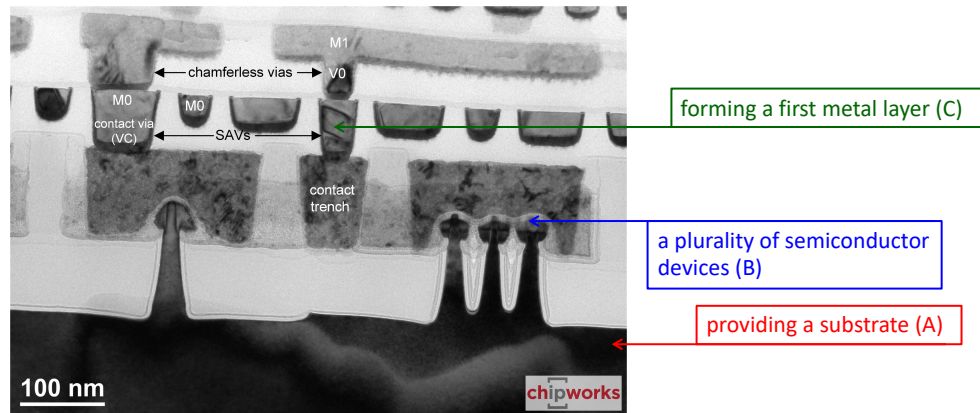 M1
chamferless vias
V0
M0
M0
contact via
(VC)
SAVs
contact
trench
forming a first metal layer (C)
a plurality of semiconductor
devices (B)
providing a substrate (A)
100 nm
chipworks